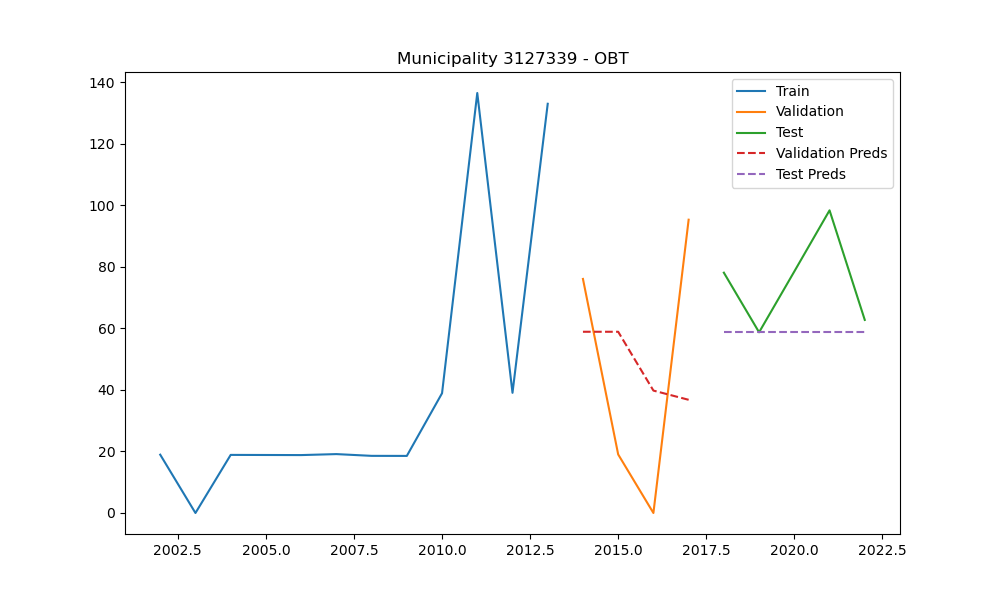 Municipality 3127339 - OBT
140
120
100
80
60
40
20
0
Train
Validation
Test
Validation Preds
Test Preds
2002.5 2005.0 2007.5 2010.0 2012.5 2015.0 2017.5 2020.0 2022.5